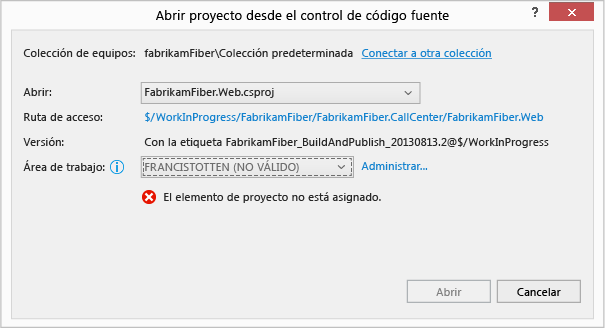 Abrir proyecto desde el control de código fuente
Colección de equipos: fabrikamFiber\Colección predeterminada Conectar a otra colección
Abrir: FabrikamFiber.Web.csproj
Ruta de acceso: $/WorkInProgress/FabrikamFiber/FabrikamFiber.CallCenter/FabrikamFiber.Web
Versión: Con la etiqueta FabrikamFiber_BuildAndPublish_20130813.2@$/WorkInProgress
Área de trabajo: FRANCISTOTTEN (NO VÁLIDO) Administrar...
El elemento de proyecto no está asignado.
Abrir Cancelar